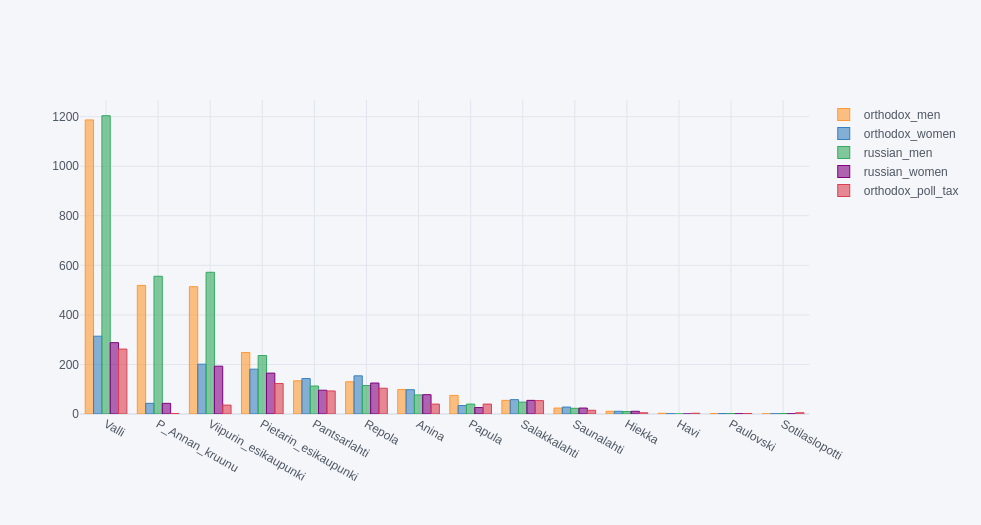 1200
1000
800
600
400
200
0
Valli
P_Annan_kruunu
Viipurin_esikaupunki
Pietarin_esikaupunki
Pantsarlahti
Repola
Anina
Papula
Salakkalahti
Saunalahti
Hiekka
Havi
Paulovski
Sotilaslopotti
orthodox_men
orthodox_women
russian_men
russian_women
orthodox_poll_tax